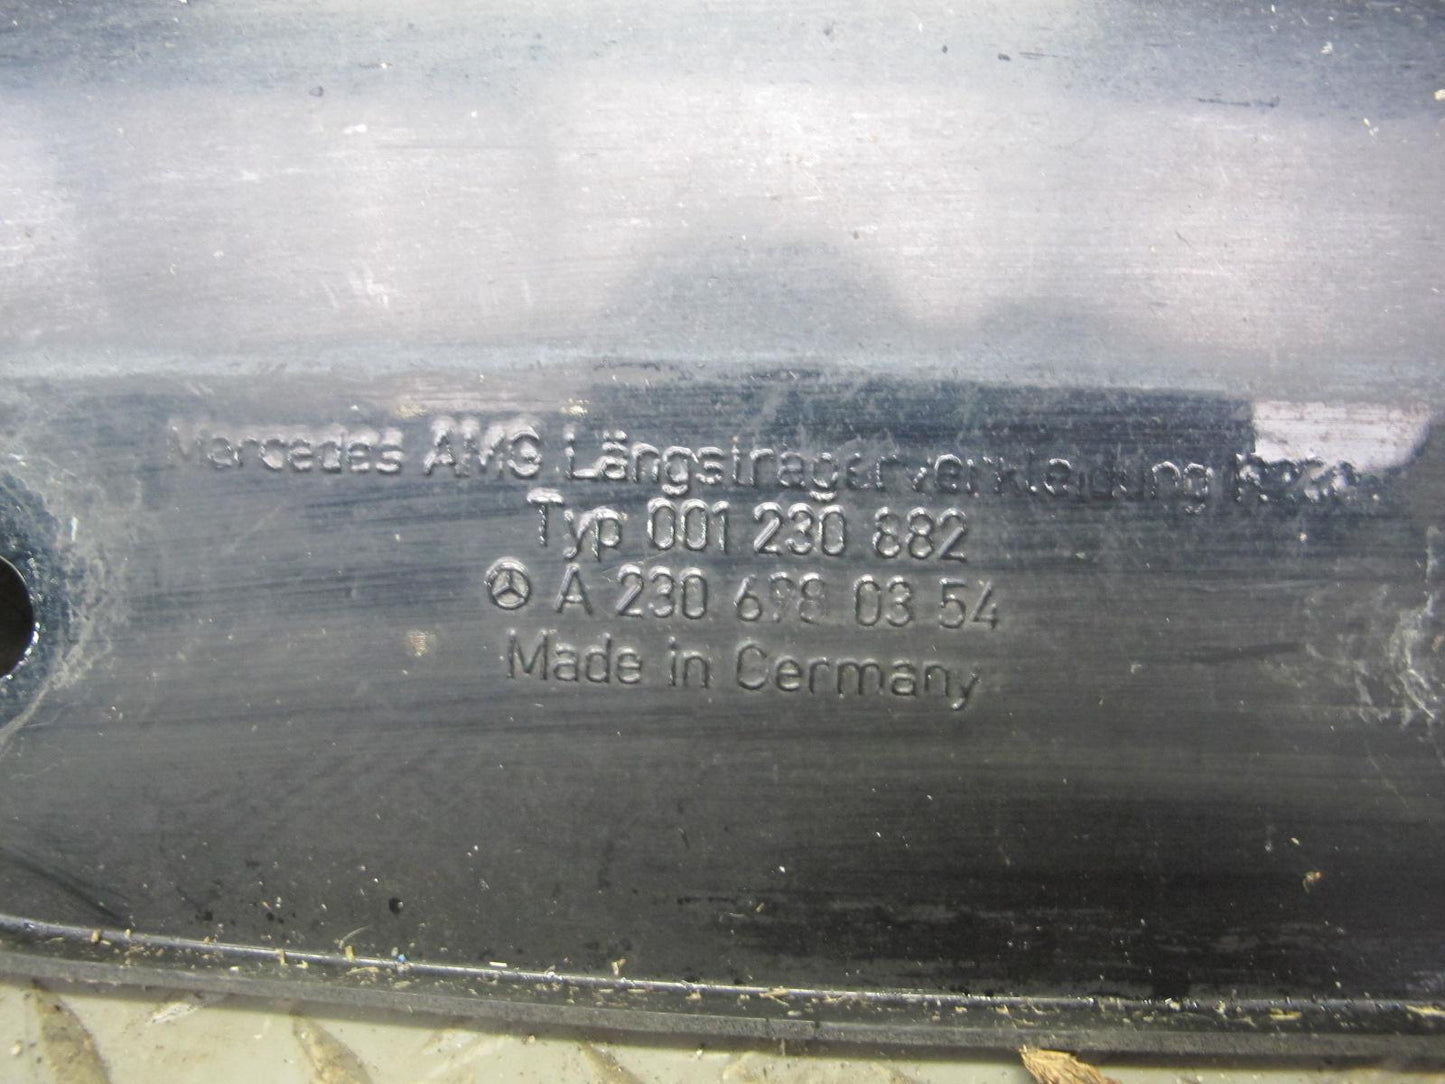 Mercedes AMG Längsträgerverkleidung
Typ 001 230 882
A 230 698 03 54
Made in Germany